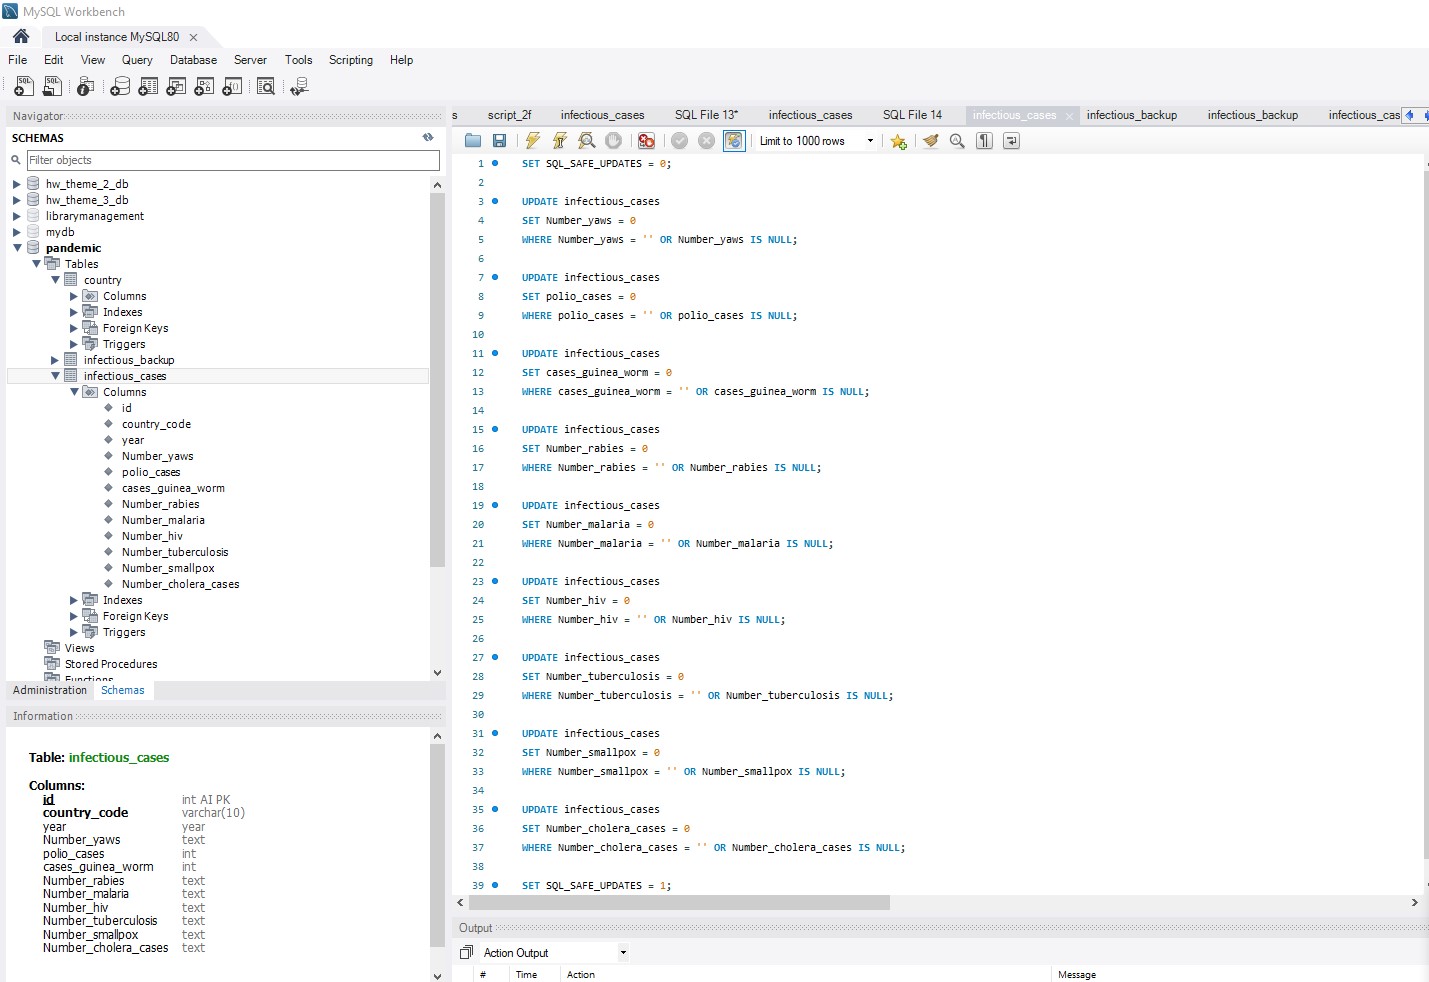 MySQL Workbench
Local instance MySQL80
File Edit View Query Database Server Tools Scripting Help
Navigator
SCHEMAS
Filter objects
hw_theme_2_db
hw_theme_3_db
librarymanagement
mydb
pandemic
Tables
country
Columns
Indexes
Foreign Keys
Triggers
infectious_backup
infectious_cases
Columns
id
country_code
year
Number_yaws
polio_cases
cases_guinea_worm
Number_rabies
Number_malaria
Number_hiv
Number_tuberculosis
Number_smallpox
Number_cholera_cases
Indexes
Foreign Keys
Triggers
Views
Stored Procedures
Functions
Administration Schemas
Information
Table: infectious_cases
Columns:
id int AI PK
country_code varchar(10)
year year
Number_yaws text
polio_cases int
cases_guinea_worm int
Number_rabies text
Number_malaria text
Number_hiv text
Number_tuberculosis text
Number_smallpox text
Number_cholera_cases text
s script_2f infectious_cases SQL File 13* infectious_cases SQL File 14 infectious_cases infectious_backup infectious_backup infectious_cas
Limit to 1000 rows
1 SET SQL_SAFE_UPDATES = 0;
2
3 UPDATE infectious_cases
4 SET Number_yaws = 0
5 WHERE Number_yaws = '' OR Number_yaws IS NULL;
6
7 UPDATE infectious_cases
8 SET polio_cases = 0
9 WHERE polio_cases = '' OR polio_cases IS NULL;
10
11 UPDATE infectious_cases
12 SET cases_guinea_worm = 0
13 WHERE cases_guinea_worm = '' OR cases_guinea_worm IS NULL;
14
15 UPDATE infectious_cases
16 SET Number_rabies = 0
17 WHERE Number_rabies = '' OR Number_rabies IS NULL;
18
19 UPDATE infectious_cases
20 SET Number_malaria = 0
21 WHERE Number_malaria = '' OR Number_malaria IS NULL;
22
23 UPDATE infectious_cases
24 SET Number_hiv = 0
25 WHERE Number_hiv = '' OR Number_hiv IS NULL;
26
27 UPDATE infectious_cases
28 SET Number_tuberculosis = 0
29 WHERE Number_tuberculosis = '' OR Number_tuberculosis IS NULL;
30
31 UPDATE infectious_cases
32 SET Number_smallpox = 0
33 WHERE Number_smallpox = '' OR Number_smallpox IS NULL;
34
35 UPDATE infectious_cases
36 SET Number_cholera_cases = 0
37 WHERE Number_cholera_cases = '' OR Number_cholera_cases IS NULL;
38
39 SET SQL_SAFE_UPDATES = 1;
Output
Action Output
# Time Action Message